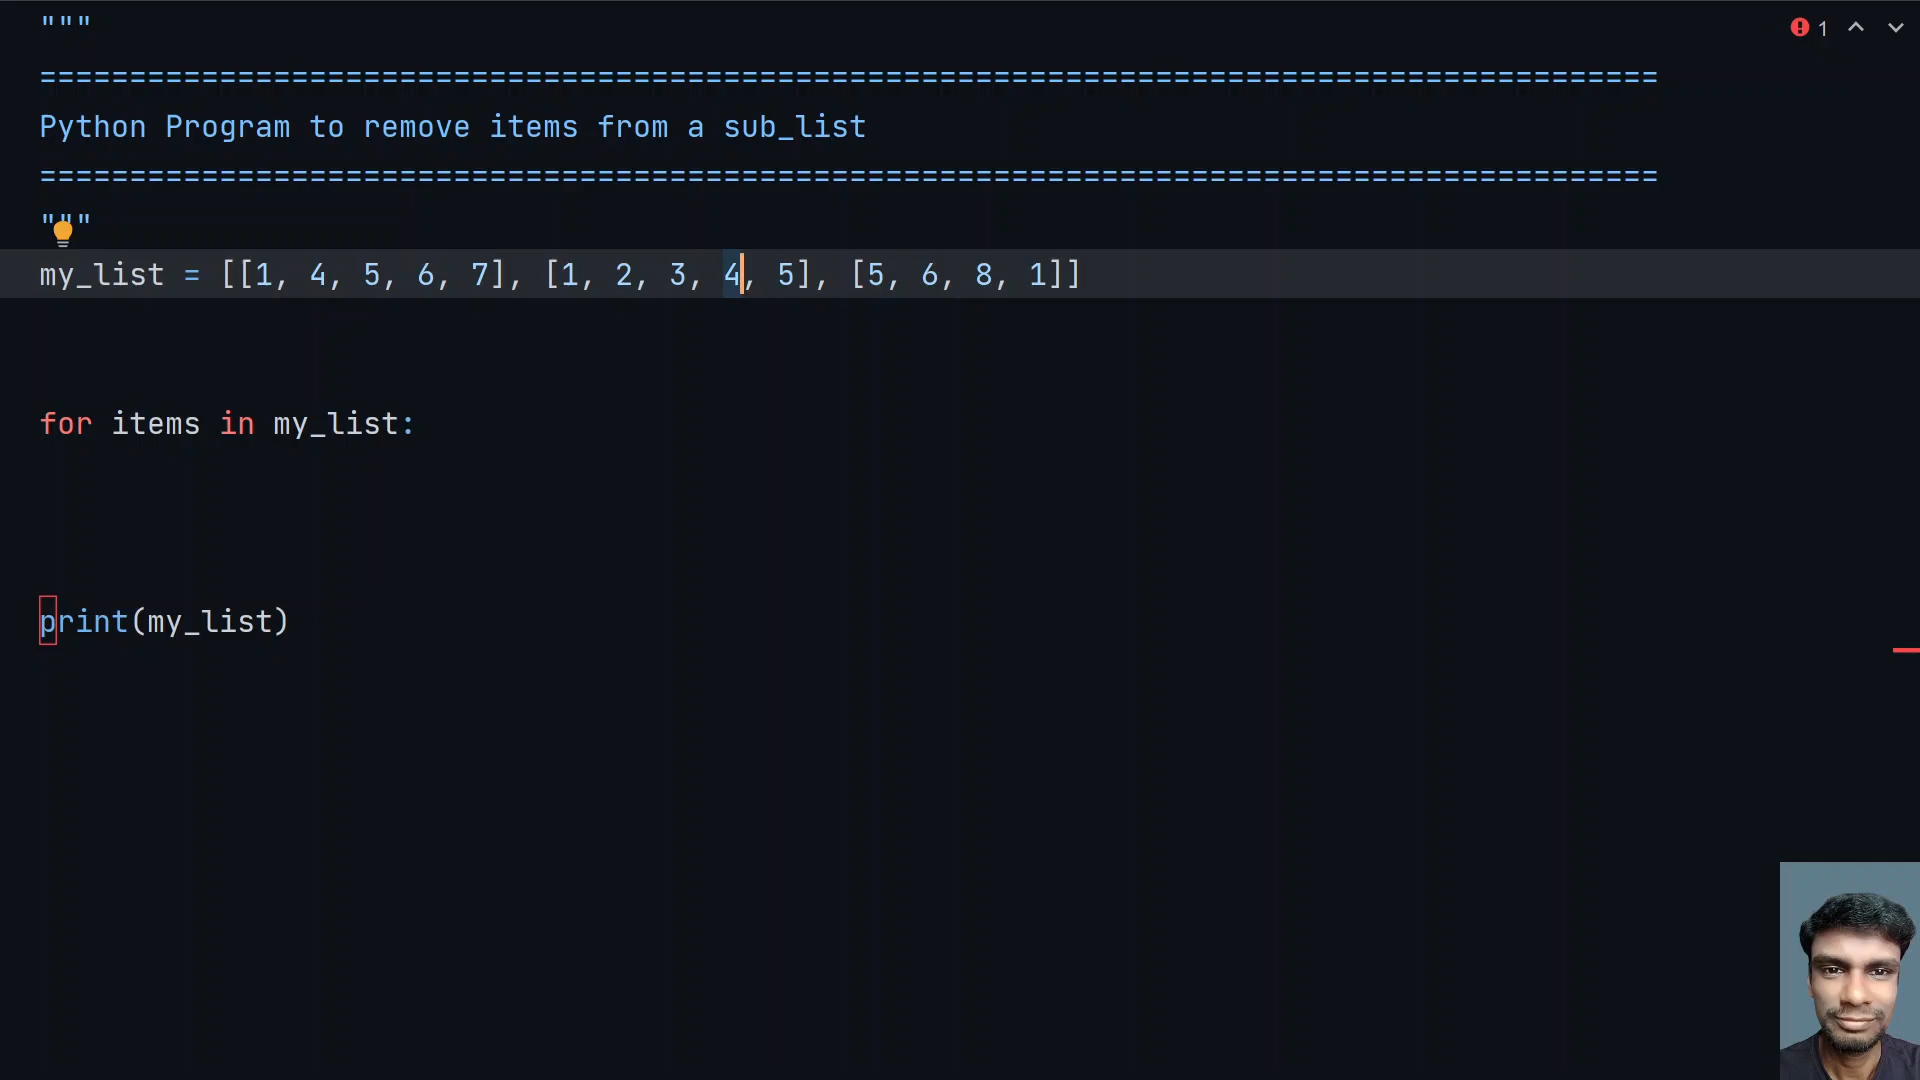 """
==========================================================================================
Python Program to remove items from a sub_list
==========================================================================================
"""
my_list = [[1, 4, 5, 6, 7], [1, 2, 3, 4, 5], [5, 6, 8, 1]]
for items in my_list:
print(my_list)
1